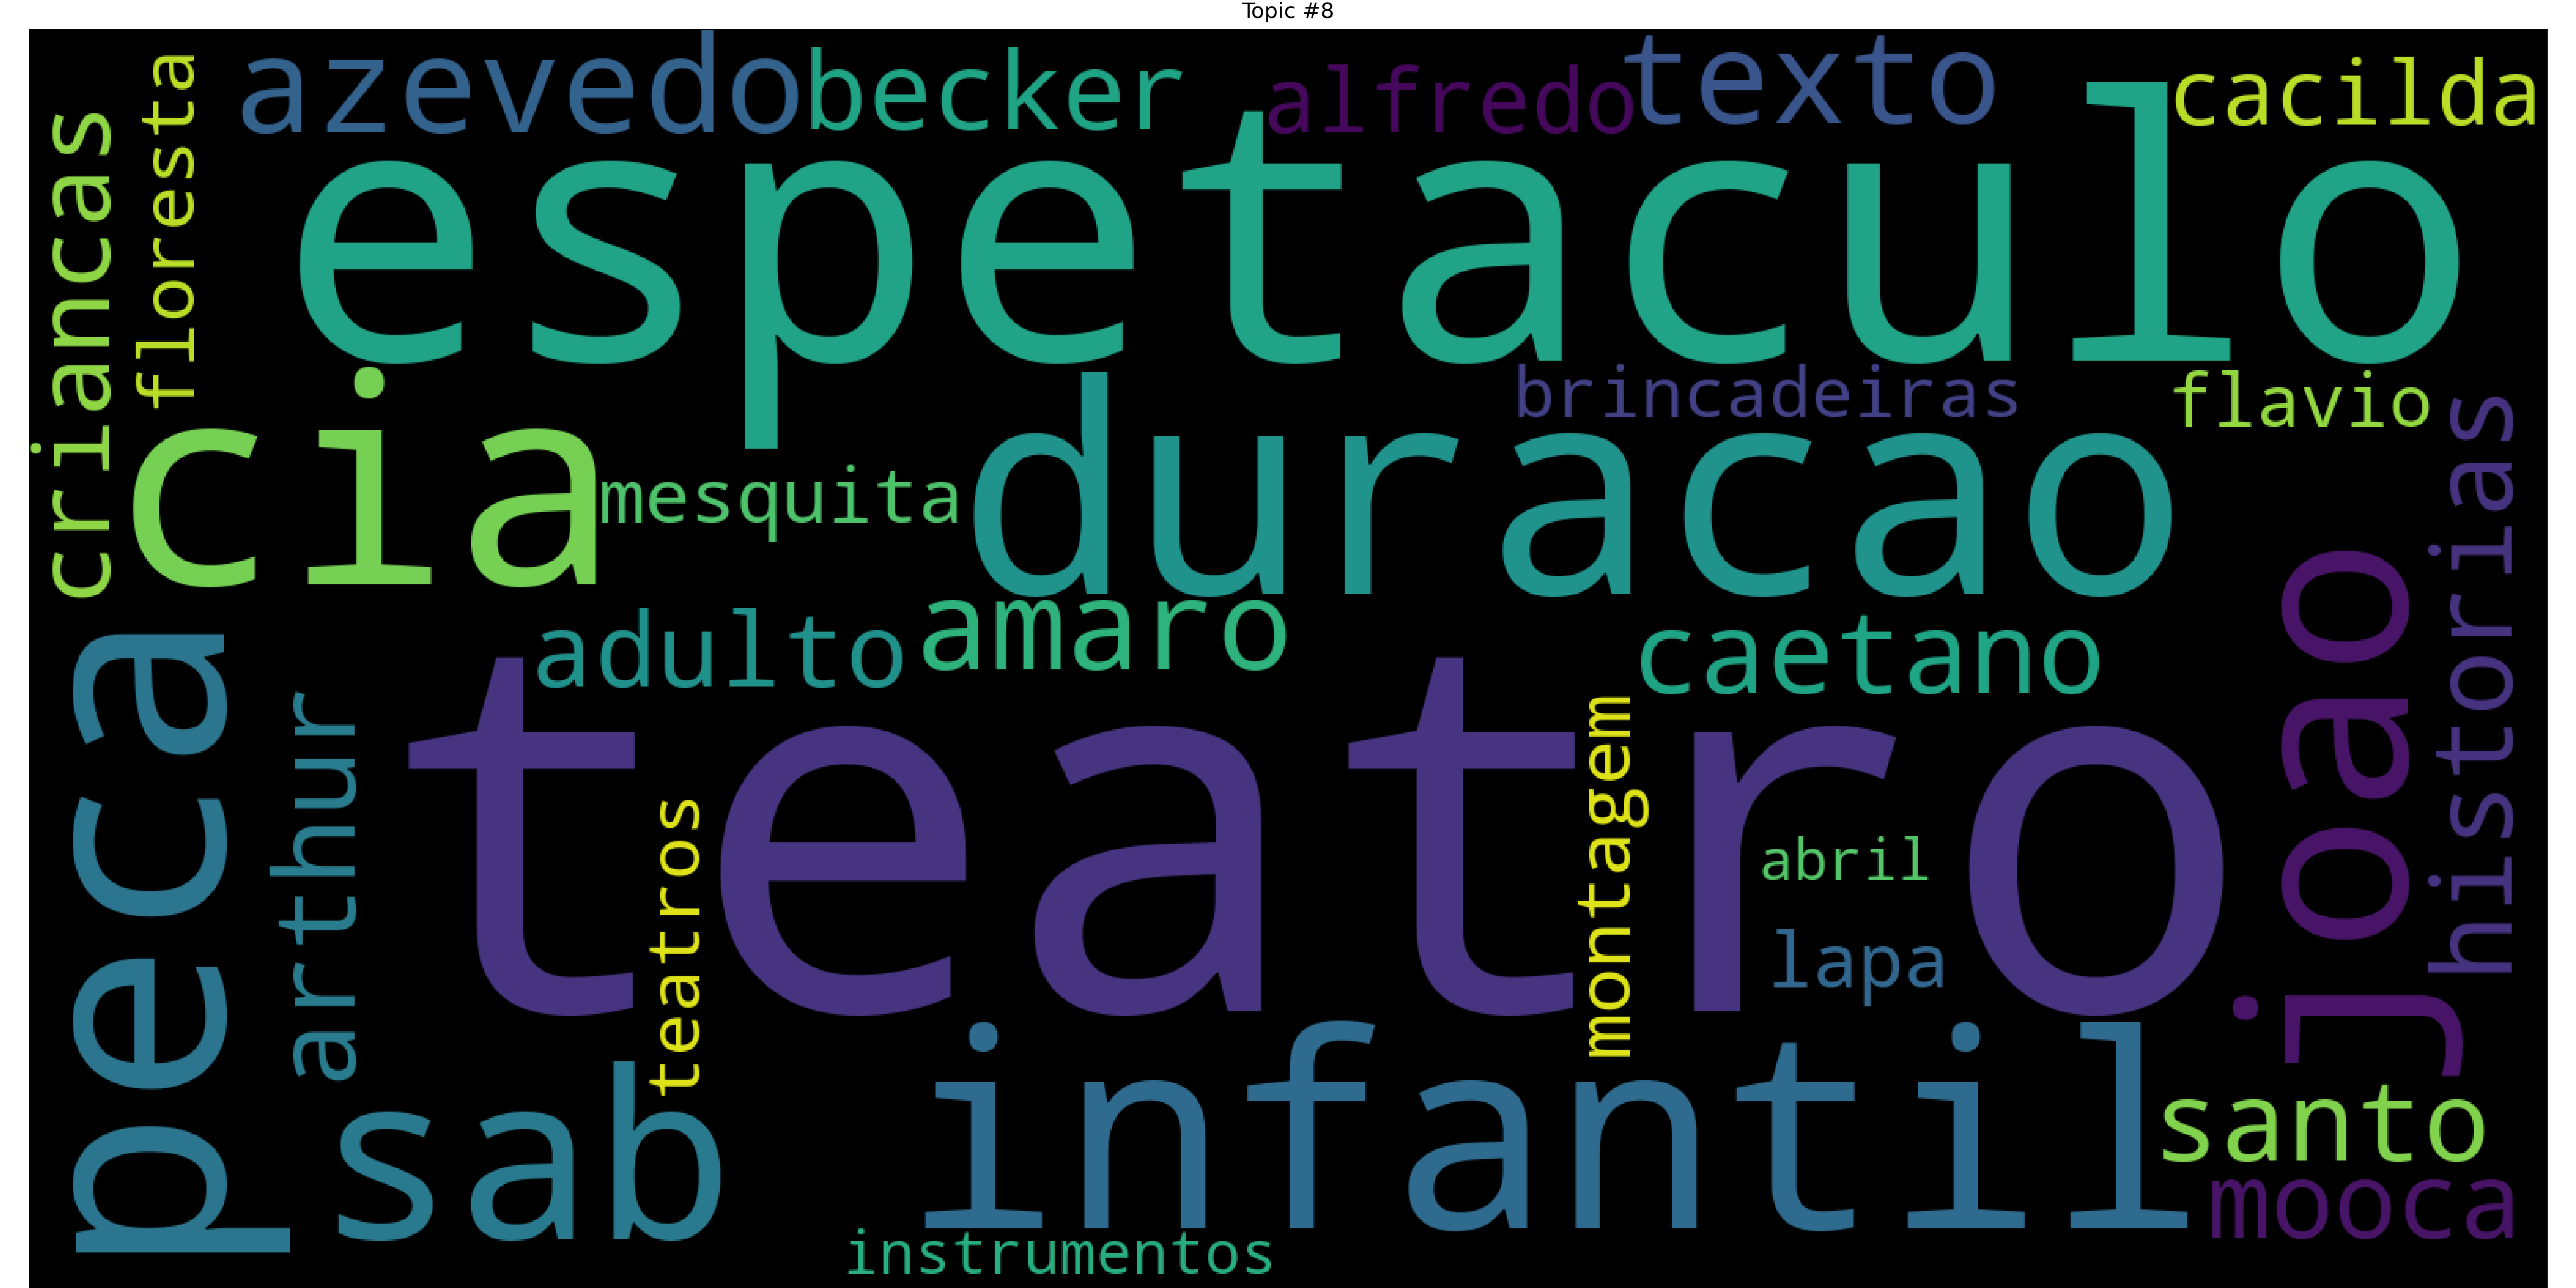 Topic #8
azevedo
becker
alfredo
texto
cacilda
floresta
criancas
espetaculo
brincadeiras
flavio
cia
mesquita
duracao
historias
joao
adulto
amaro
caetano
peca
arthur
teatro
teatros
montagem
abril
lapa
sab
infantil
santo
mooca
instrumentos